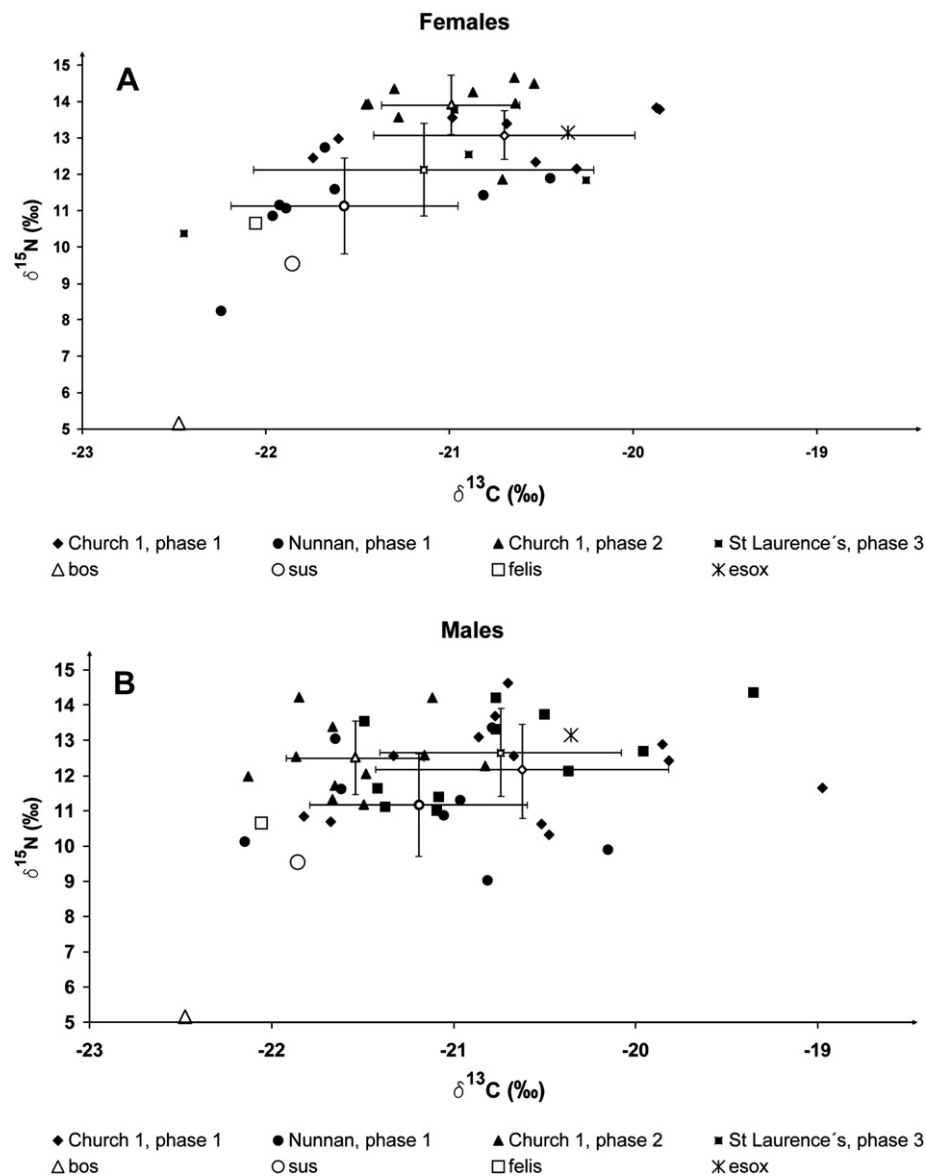 Females
A
15
14
13
12
11
10
9
8
7
6
5
δ15N (‰)
-23 -22 -21 -20 -19
δ13C (‰)
Church 1, phase 1 Nunnan, phase 1 Church 1, phase 2 St Laurence´s, phase 3
bos sus felis esox
Males
B
15
14
13
12
11
10
9
8
7
6
5
δ15N (‰)
-23 -22 -21 -20 -19
δ13C (‰)
Church 1, phase 1 Nunnan, phase 1 Church 1, phase 2 St Laurence´s, phase 3
bos sus felis esox